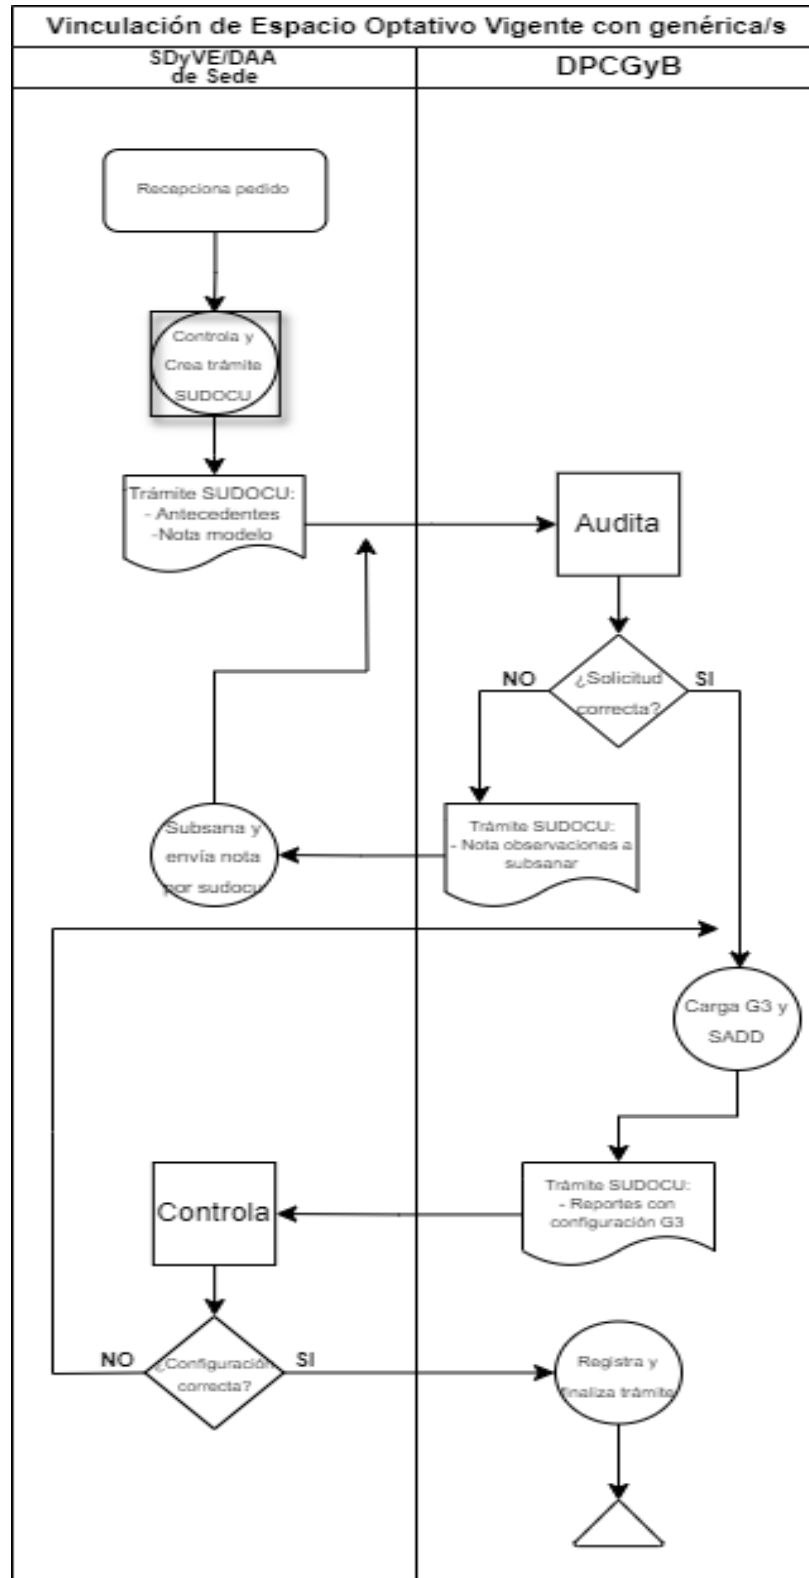 Vinculación de Espacio Optativo Vigente con genérica/s
SDyVE/DAA
de Sede
DPCGyB
Recepciona pedido
Controla y
Crea trámite
SUDOCU
Trámite SUDOCU:
- Antecedentes
-Nota modelo
Audita
¿Solicitud
correcta?
NO
SI
Trámite SUDOCU:
- Nota observaciones a
subsanar
Subsana y
envía nota
por sudocu
Carga G3 y
SADD
Trámite SUDOCU:
- Reportes con
configuración G3
Controla
¿Configuración
correcta?
NO
SI
Registra y
finaliza trámite